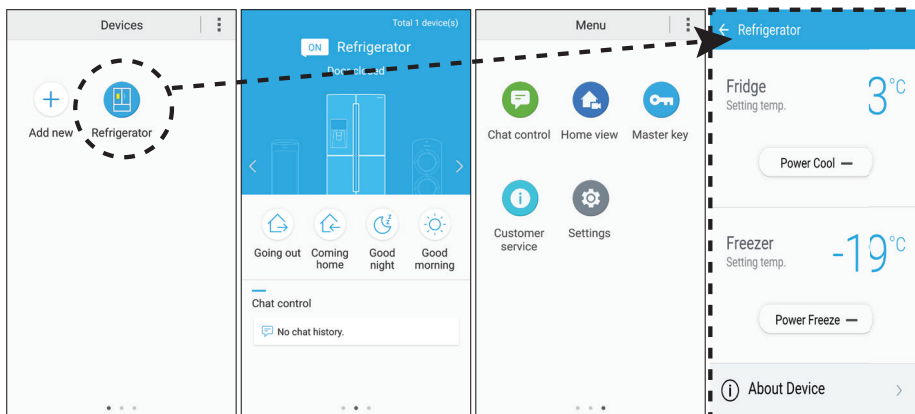 Devices
Add new
Refrigerator
Total 1 device(s)
ON Refrigerator
Door closed
Going out
Coming
home
Good
night
Good
morning
Chat control
No chat history.
Menu
Chat control
Home view
Master key
Customer
service
Settings
Refrigerator
Fridge
Setting temp.
3°C
Power Cool
Freezer
Setting temp.
-19°C
Power Freeze
About Device